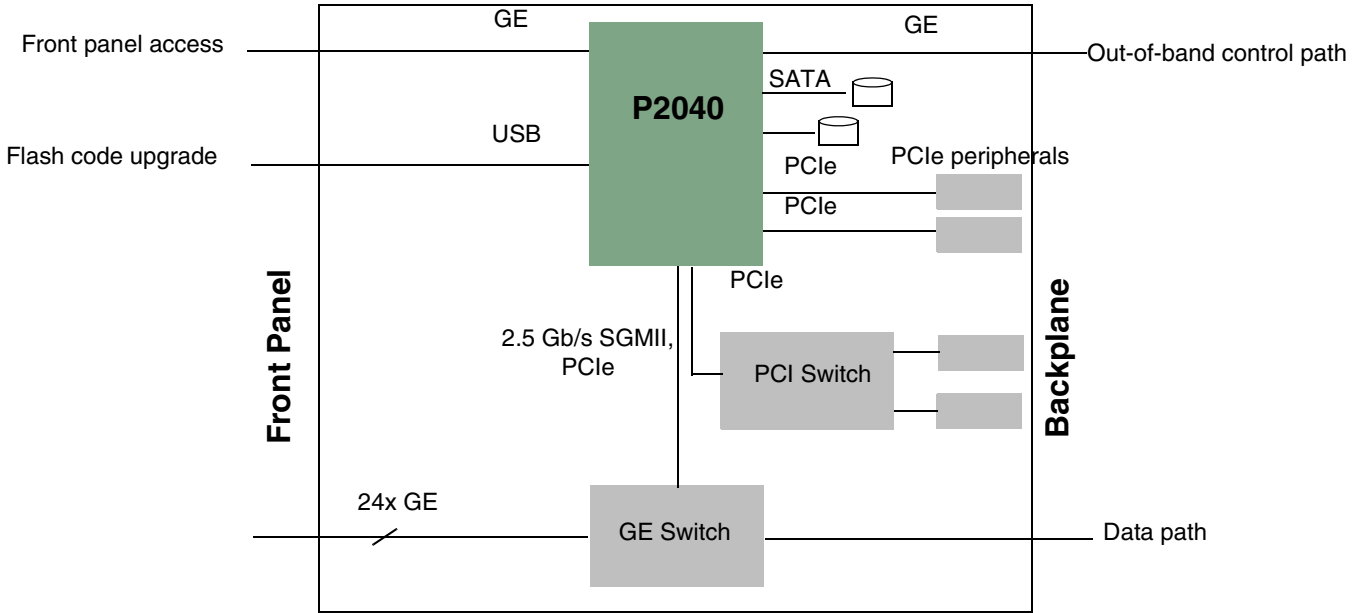 GE
GE
Front panel access
Out-of-band control path
SATA
P2040
USB
Flash code upgrade
PCIe
PCIe peripherals
PCIe
PCIe
Front Panel
Backplane
2.5 Gb/s SGMII,
PCIe
PCI Switch
24x GE
GE Switch
Data path